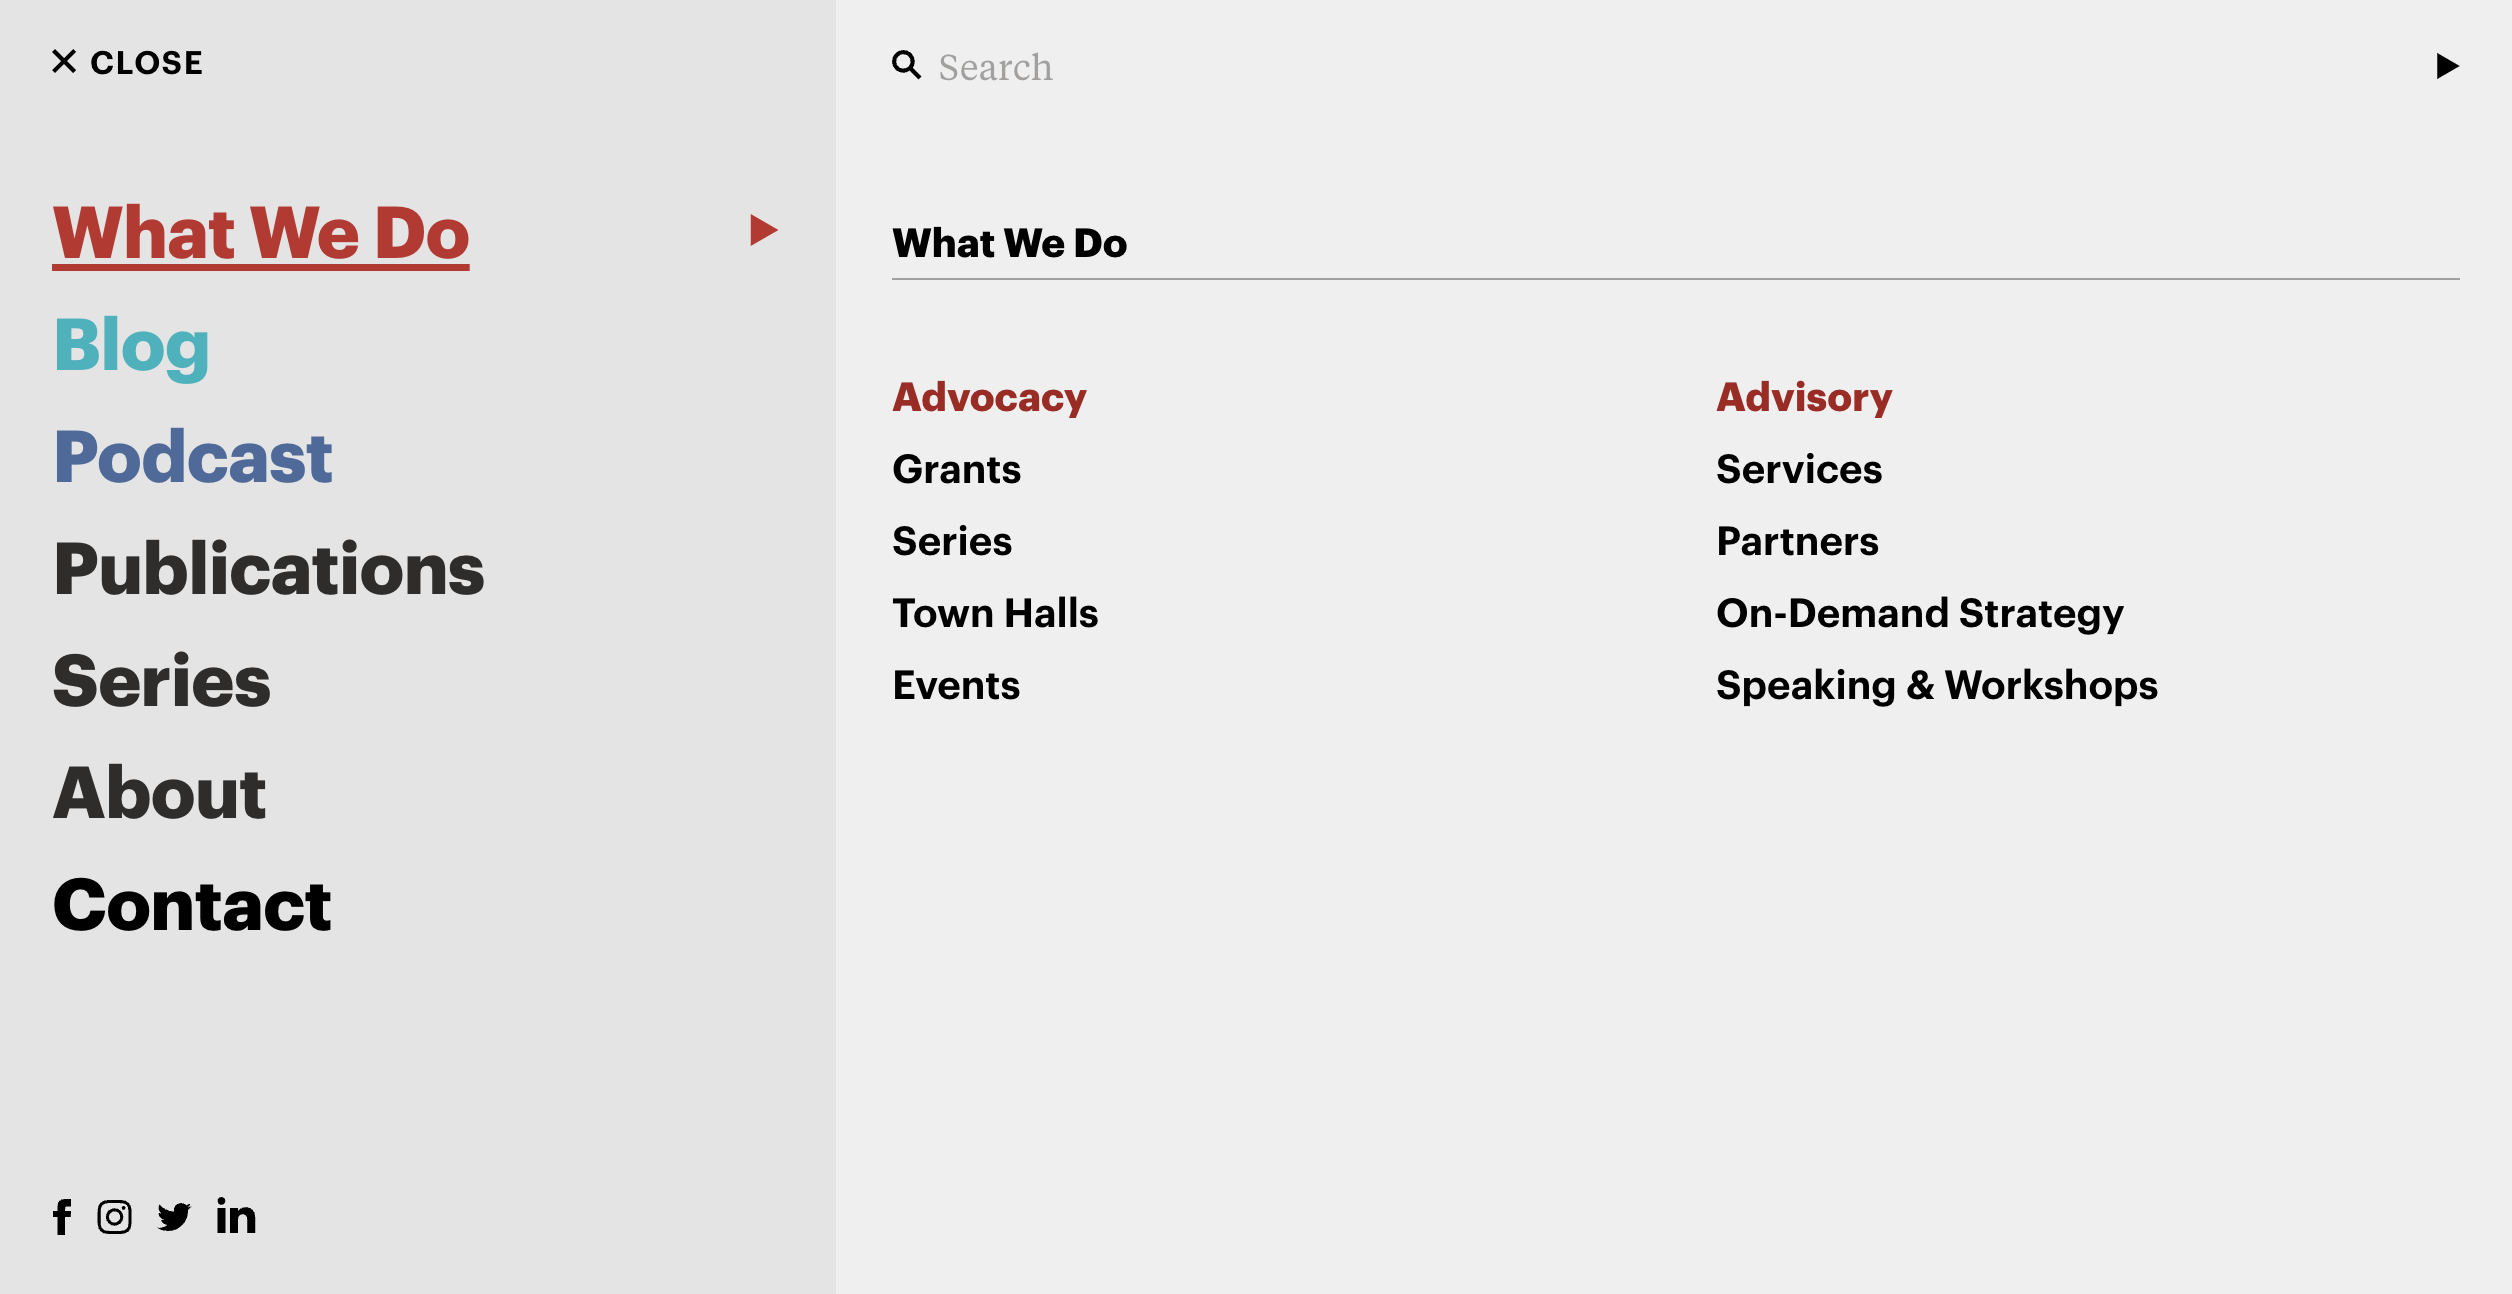 CLOSE
What We Do
Blog
Podcast
Publications
Series
About
Contact
Search
What We Do
Advocacy
Grants
Series
Town Halls
Events
Advisory
Services
Partners
On-Demand Strategy
Speaking & Workshops